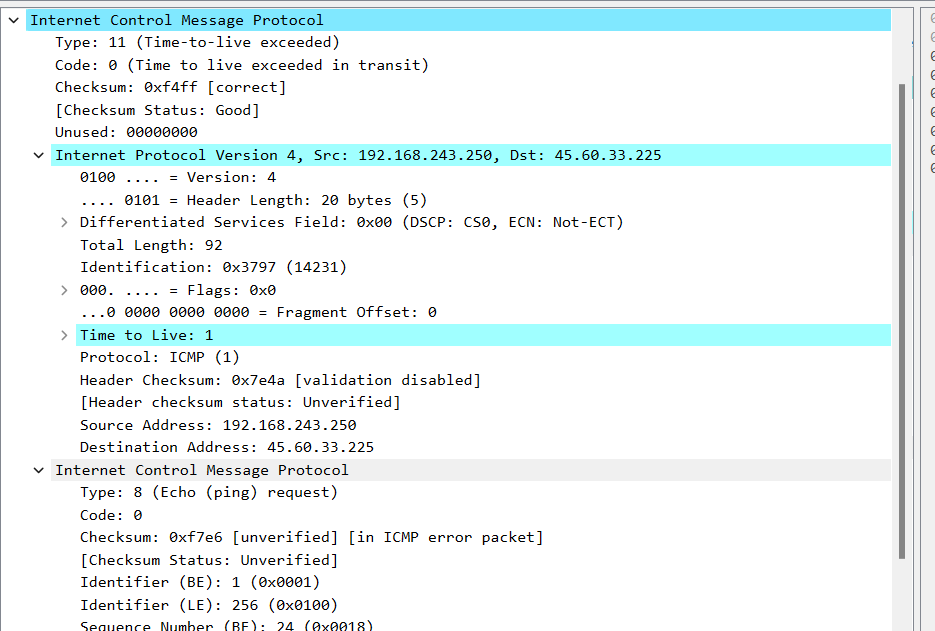 Internet Control Message Protocol
Type: 11 (Time-to-live exceeded)
Code: 0 (Time to live exceeded in transit)
Checksum: 0xf4ff [correct]
[Checksum Status: Good]
Unused: 00000000
Internet Protocol Version 4, Src: 192.168.243.250, Dst: 45.60.33.225
0100 .... = Version: 4
.... 0101 = Header Length: 20 bytes (5)
Differentiated Services Field: 0x00 (DSCP: CS0, ECN: Not-ECT)
Total Length: 92
Identification: 0x3797 (14231)
000. .... = Flags: 0x0
...0 0000 0000 0000 = Fragment Offset: 0
Time to Live: 1
Protocol: ICMP (1)
Header Checksum: 0x7e4a [validation disabled]
[Header checksum status: Unverified]
Source Address: 192.168.243.250
Destination Address: 45.60.33.225
Internet Control Message Protocol
Type: 8 (Echo (ping) request)
Code: 0
Checksum: 0xf7e6 [unverified] [in ICMP error packet]
[Checksum Status: Unverified]
Identifier (BE): 1 (0x0001)
Identifier (LE): 256 (0x0100)
Sequence Number (BE): 24 (0x0018)